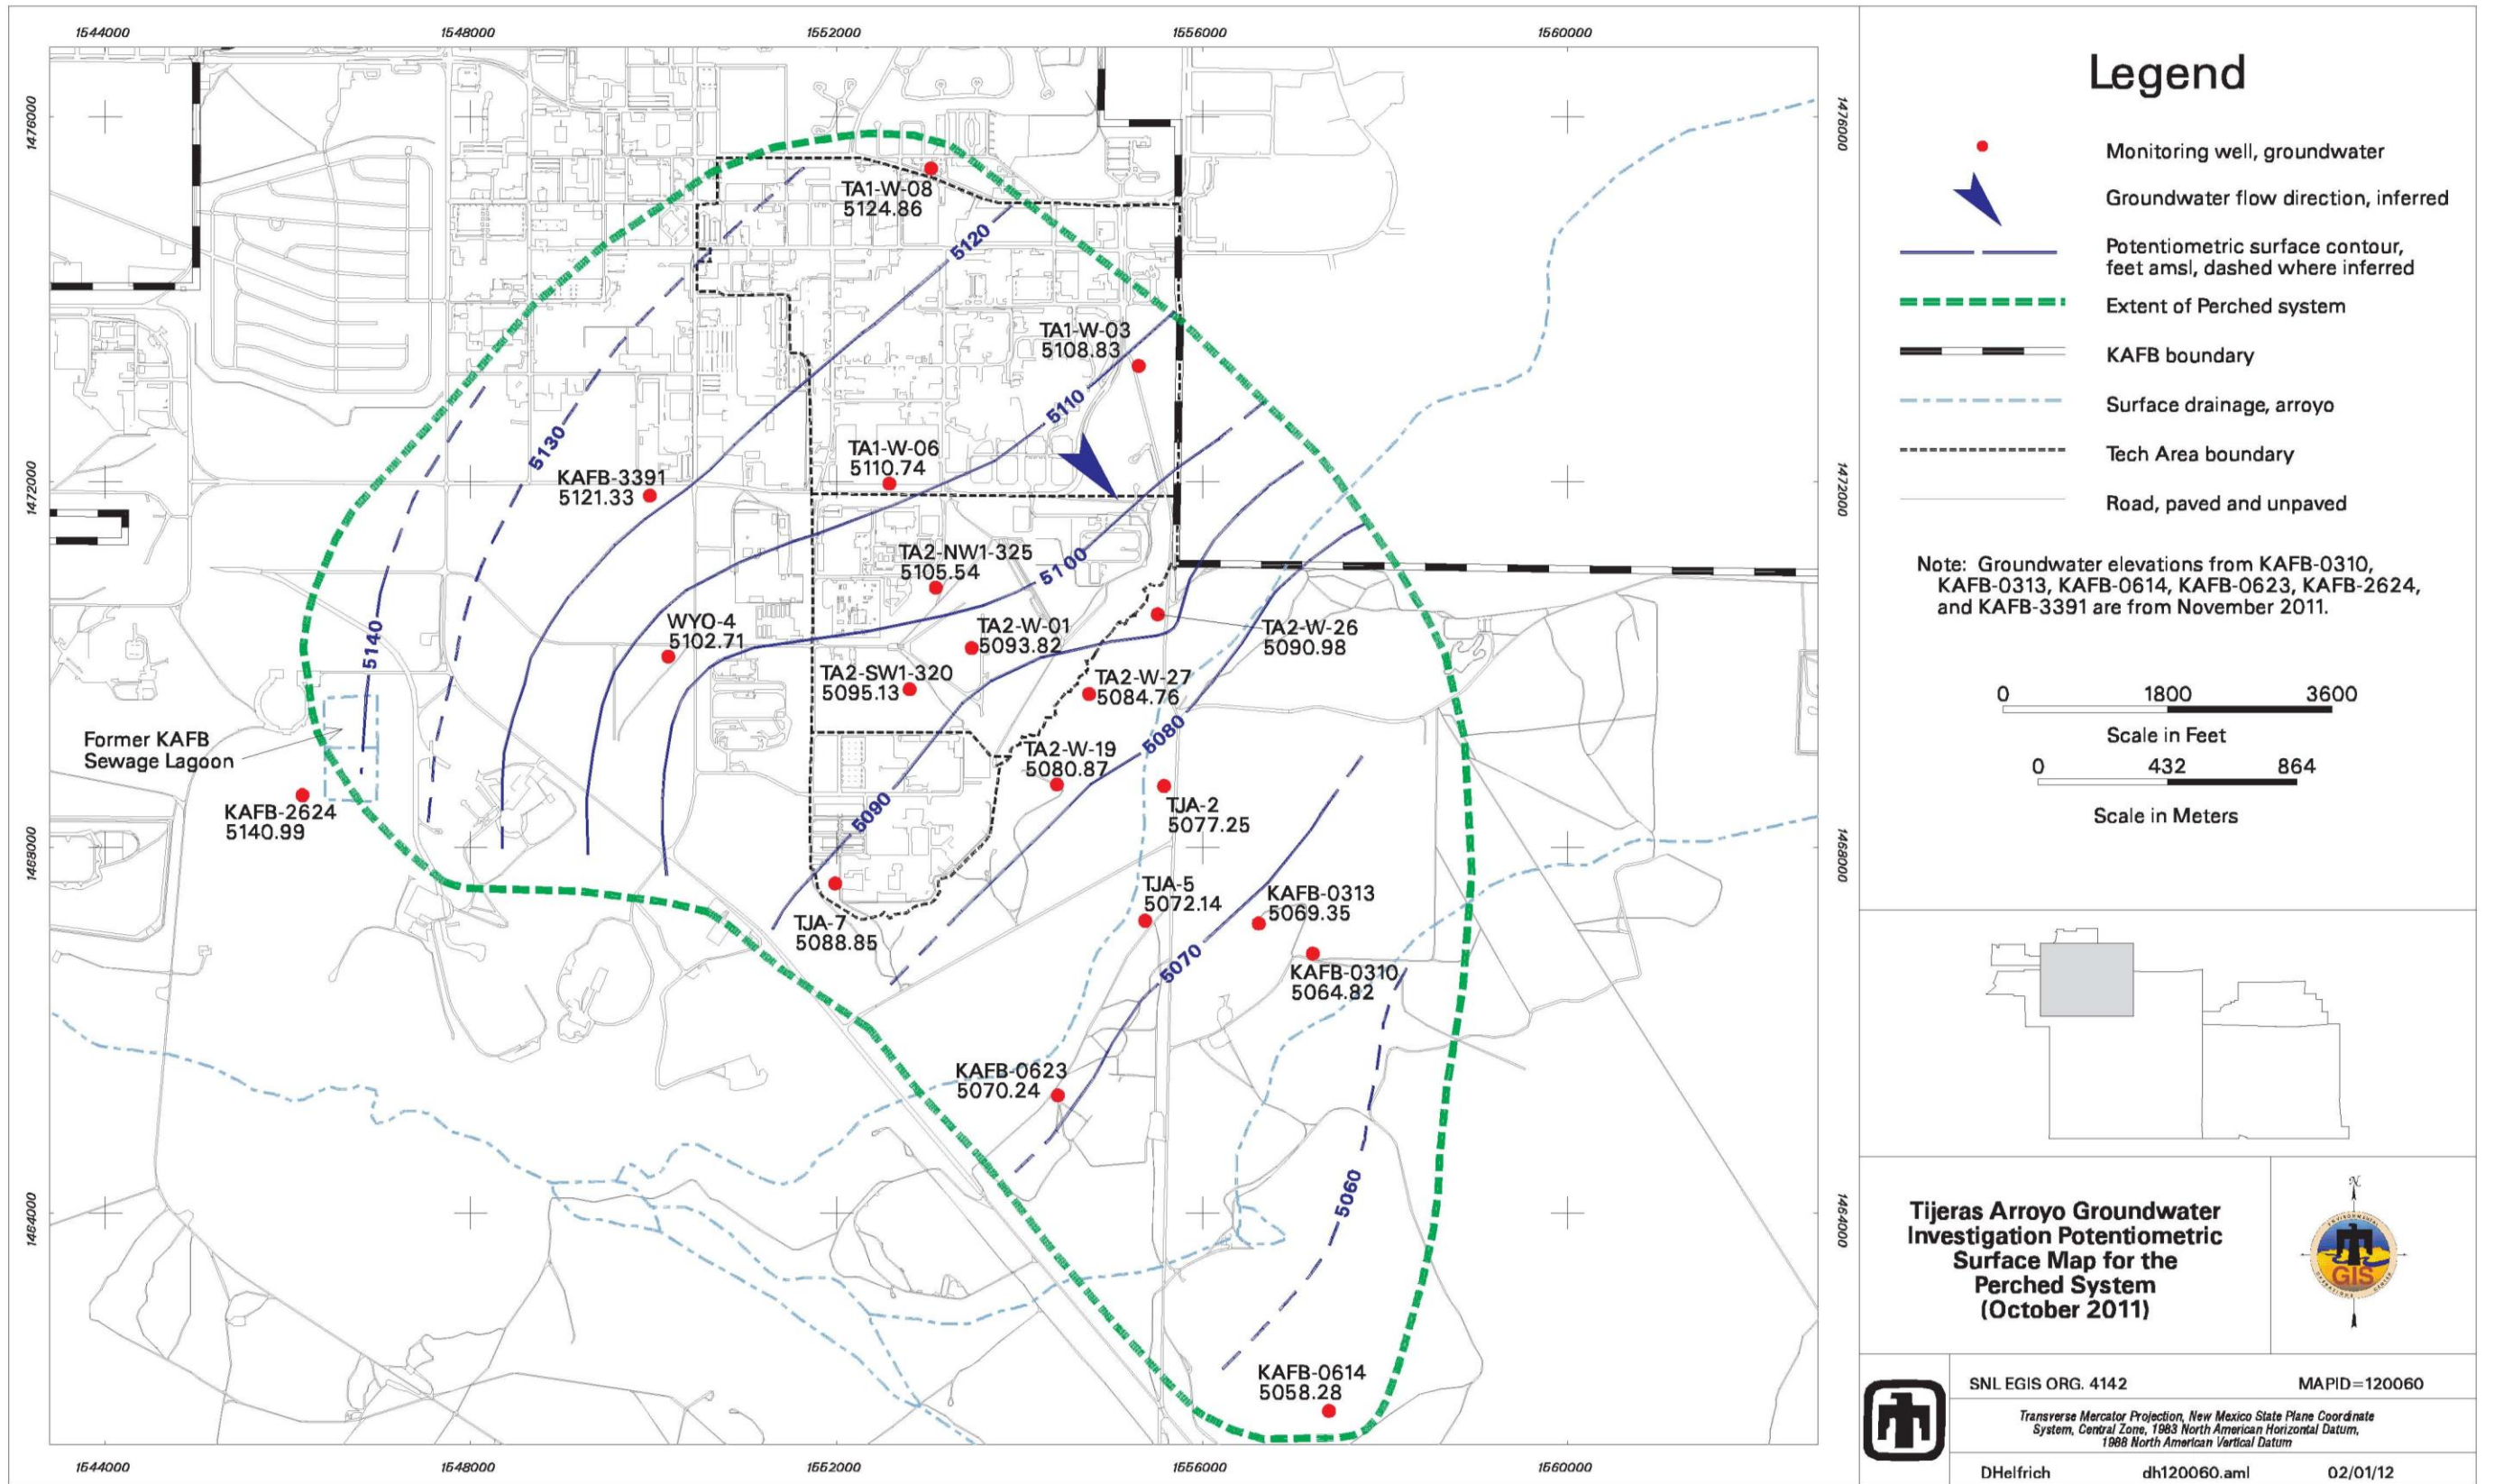 1544000
1548000
1552000
1556000
1560000
1476000
1472000
1468000
1464000
1476000
1472000
1468000
1464000
TA1-W-08
5124.86
5120
TA1-W-03
5108.83
5110
5130
TA1-W-06
5110.74
KAFB-3391
5121.33
TA2-NW1-325
5105.54
5100
WYO-4
5102.71
TA2-W-01
5093.82
TA2-W-26
5090.98
5140
TA2-SW1-320
5095.13
TA2-W-27
5084.76
5080
Former KAFB
Sewage Lagoon
TA2-W-19
5080.87
KAFB-2624
5140.99
5090
TJA-2
5077.25
TJA-7
5088.85
TJA-5
5072.14
KAFB-0313
5069.35
5070
KAFB-0310
5064.82
KAFB-0623
5070.24
5060
KAFB-0614
5058.28
1544000
1548000
1552000
1556000
1560000
Legend
Monitoring well, groundwater
Groundwater flow direction, inferred
Potentiometric surface contour,
feet amsl, dashed where inferred
Extent of Perched system
KAFB boundary
Surface drainage, arroyo
Tech Area boundary
Road, paved and unpaved
Note: Groundwater elevations from KAFB-0310,
KAFB-0313, KAFB-0614, KAFB-0623, KAFB-2624,
and KAFB-3391 are from November 2011.
0 1800 3600
Scale in Feet
0 432 864
Scale in Meters
Tijeras Arroyo Groundwater
Investigation Potentiometric
Surface Map for the
Perched System
(October 2011)
N
GIS
SNL EGIS ORG. 4142 MAPID=120060
Transverse Mercator Projection, New Mexico State Plane Coordinate
System, Central Zone, 1983 North American Horizontal Datum,
1988 North American Vertical Datum
DHelfrich dh120060.aml 02/01/12